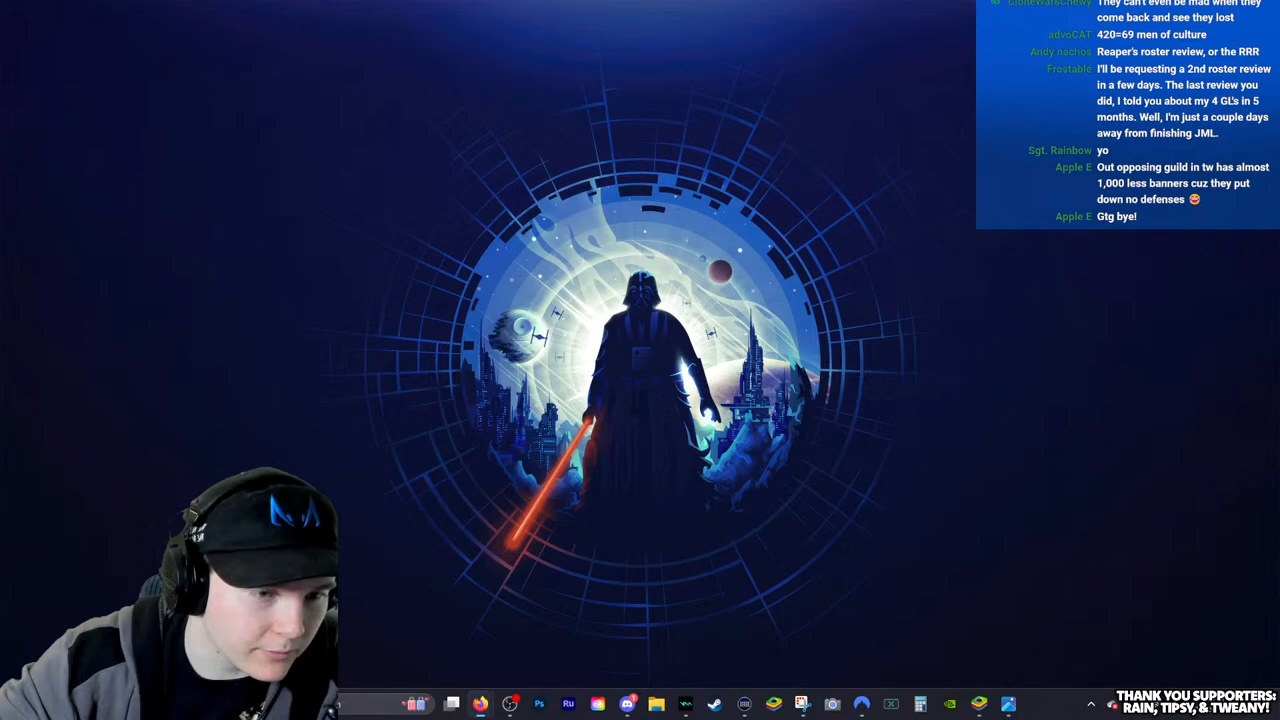 CloneWarsChewy They can't even be mad when they
come back and see they lost
advoCAT 420=69 men of culture
Andy nachos Reaper's roster review, or the RRR
Frostable I'll be requesting a 2nd roster review
in a few days. The last review you
did, I told you about my 4 GL's in 5
months. Well, I'm just a couple days
away from finishing JML.
Sgt. Rainbow yo
Apple E Out opposing guild in tw has almost
1,000 less banners cuz they put
down no defenses
Apple E Gtg bye!
Ps
Ru
1
THANK YOU SUPPORTERS:
RAIN, TIPSY, & TWEANY!